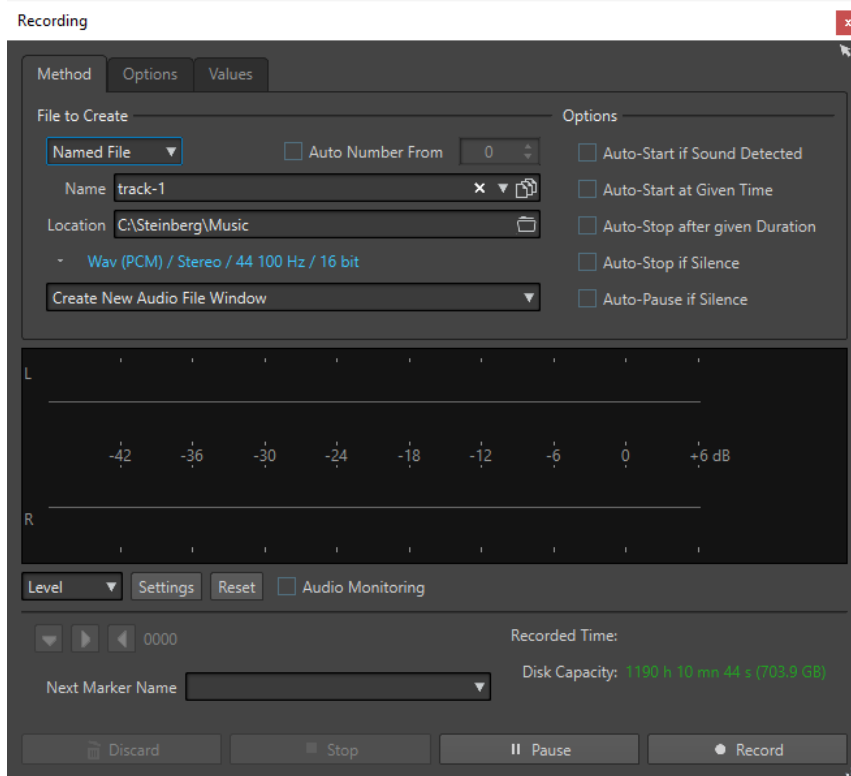 Recording
x
Method Options Values
File to Create Options
Named File Auto Number From 0 Auto-Start if Sound Detected
Name track-1 Auto-Start at Given Time
Location C:\Steinberg\Music Auto-Stop after given Duration
Wav (PCM) / Stereo / 44 100 Hz / 16 bit Auto-Stop if Silence
Create New Audio File Window Auto-Pause if Silence
L
-42 -36 -30 -24 -18 -12 -6 0 +6 dB
R
Level Settings Reset Audio Monitoring
0000 Recorded Time:
Disk Capacity: 1190 h 10 mn 44 s (703.9 GB)
Next Marker Name
Discard Stop Pause Record